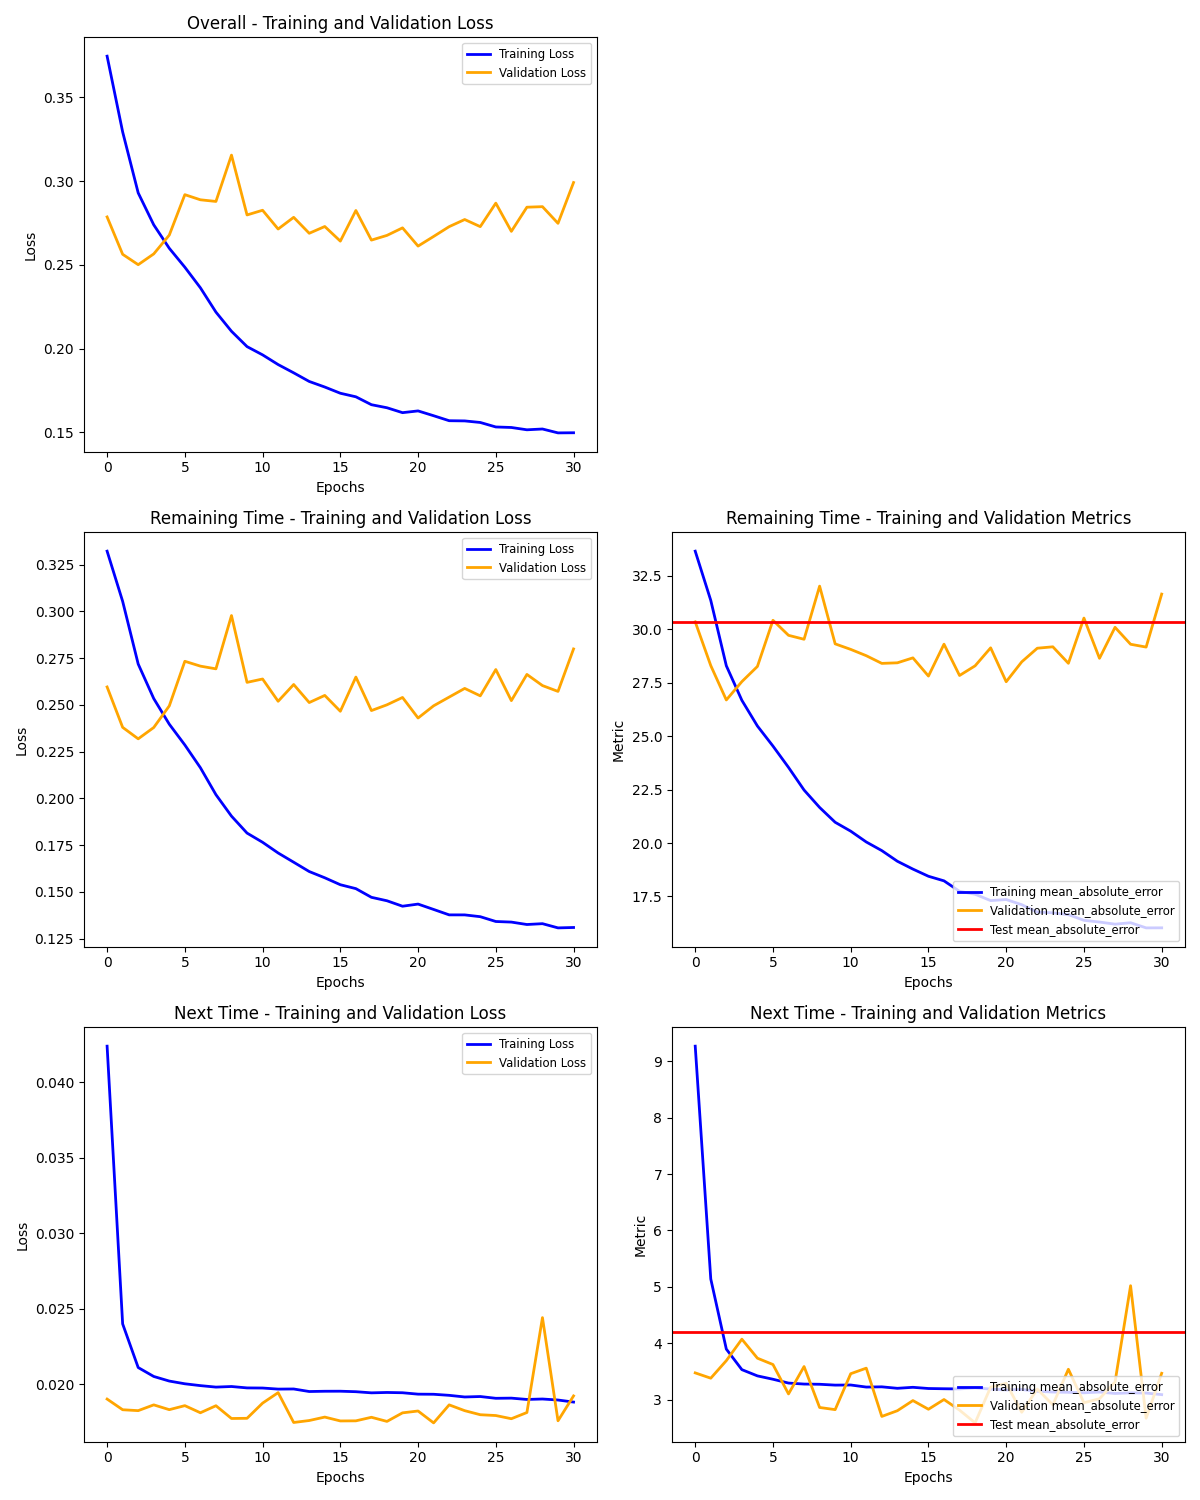 Overall - Training and Validation Loss
Training Loss
Validation Loss
0.35
0.30
0.25
0.20
0.15
Loss
0 5 10 15 20 25 30
Epochs
Remaining Time - Training and Validation Loss
Training Loss
Validation Loss
0.325
0.300
0.275
0.250
0.225
0.200
0.175
0.150
0.125
Loss
0 5 10 15 20 25 30
Epochs
Remaining Time - Training and Validation Metrics
32.5
30.0
27.5
25.0
22.5
20.0
17.5
Metric
Training mean_absolute_error
Validation mean_absolute_error
Test mean_absolute_error
0 5 10 15 20 25 30
Epochs
Next Time - Training and Validation Loss
Training Loss
Validation Loss
0.040
0.035
0.030
0.025
0.020
Loss
0 5 10 15 20 25 30
Epochs
Next Time - Training and Validation Metrics
9
8
7
6
5
4
3
Metric
Training mean_absolute_error
Validation mean_absolute_error
Test mean_absolute_error
0 5 10 15 20 25 30
Epochs